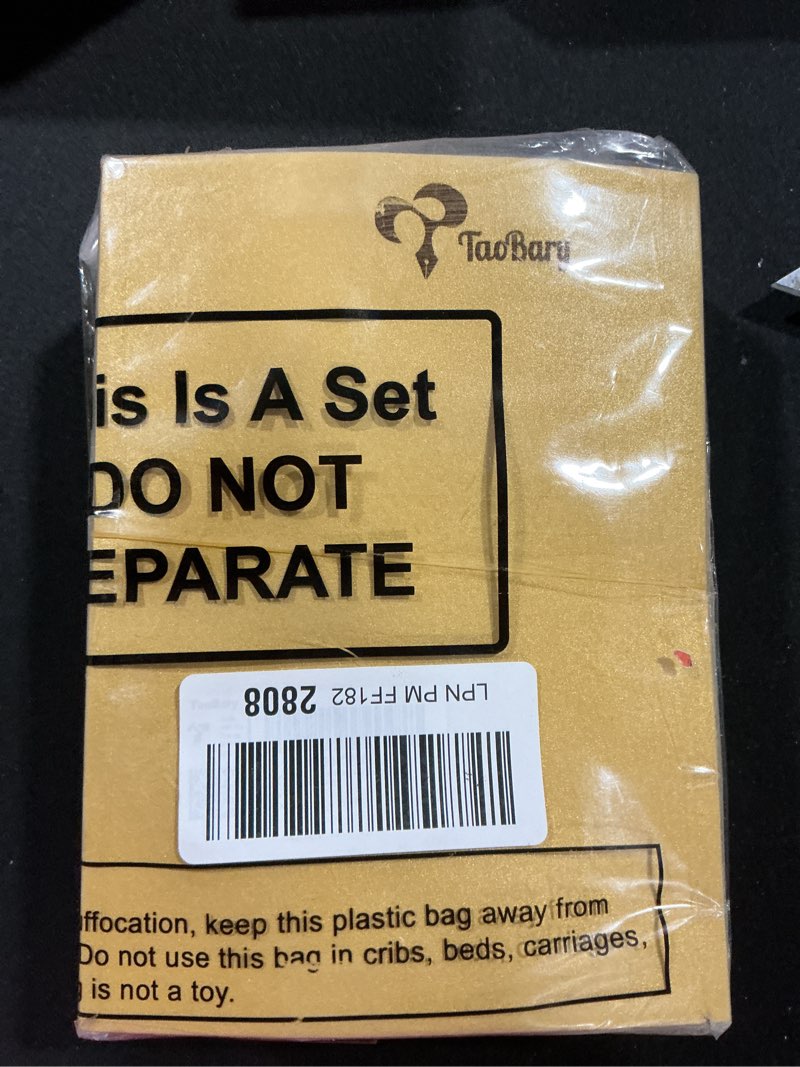 TaoBary
is Is A Set
DO NOT
EPARATE
LPN PM FF182 2808
ffocation, keep this plastic bag away from
Do not use this bag in cribs, beds, carriages,
is not a toy.